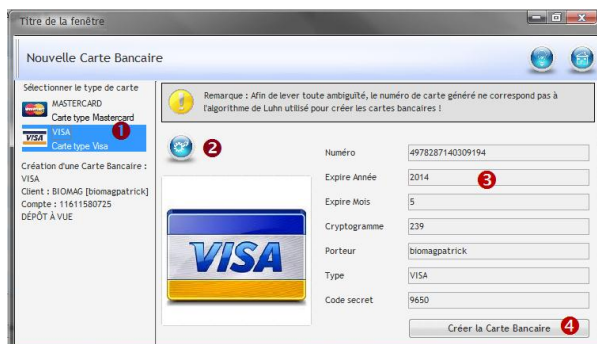 Titre de la fenêtre
Nouvelle Carte Bancaire
Sélectionner le type de carte
MASTERCARD
Carte type Mastercard
VISA
VISA
Carte type Visa
1
Création d'une Carte Bancaire :
VISA
Client : BIOMAG [biomagpatrick]
Compte : 11611580725
DÉPÔT À VUE
Remarque : Afin de lever toute ambiguïté, le numéro de carte généré ne correspond pas à
l'algorithme de Luhn utilisé pour créer les cartes bancaires !
2
VISA
Numéro 4978287140309194
Expire Année 2014
3
Expire Mois 5
Cryptogramme 239
Porteur biomagpatrick
Type VISA
Code secret 9650
Créer la Carte Bancaire
4